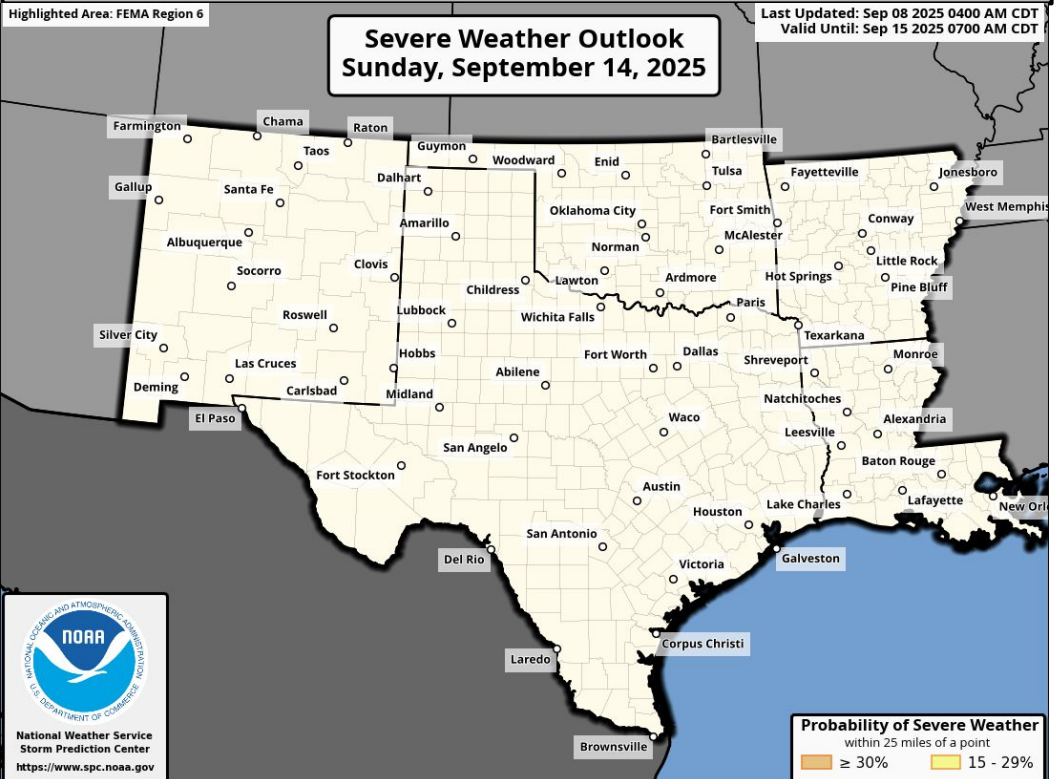 Highlighted Area: FEMA Region 6
Last Updated: Sep 08 2025 0400 AM CDT
Valid Until: Sep 15 2025 0700 AM CDT
Severe Weather Outlook
Sunday, September 14, 2025
Farmington
Chama
Raton
Guymon
Bartlesville
Taos
Woodward
Enid
Tulsa
Fayetteville
Jonesboro
Gallup
Santa Fe
Dalhart
West Memphis
Oklahoma City
Fort Smith
Conway
Albuquerque
Amarillo
Norman
McAlester
Socorro
Clovis
Little Rock
Childress
Lawton
Ardmore
Hot Springs
Pine Bluff
Roswell
Lubbock
Wichita Falls
Paris
Silver City
Texarkana
Hobbs
Fort Worth
Dallas
Shreveport
Monroe
Las Cruces
Abilene
Deming
Carlsbad
Midland
Natchitoches
El Paso
Waco
Leesville
Alexandria
San Angelo
Fort Stockton
Baton Rouge
Austin
Lafayette
Houston
Lake Charles
New Orl
San Antonio
Del Rio
Galveston
Victoria
Corpus Christi
Laredo
Brownsville
NATIONAL OCEANIC AND ATMOSPHERIC ADMINISTRATION
NOAA
U.S. DEPARTMENT OF COMMERCE
National Weather Service
Storm Prediction Center
https://www.spc.noaa.gov
Probability of Severe Weather
within 25 miles of a point
≥ 30%
15 - 29%